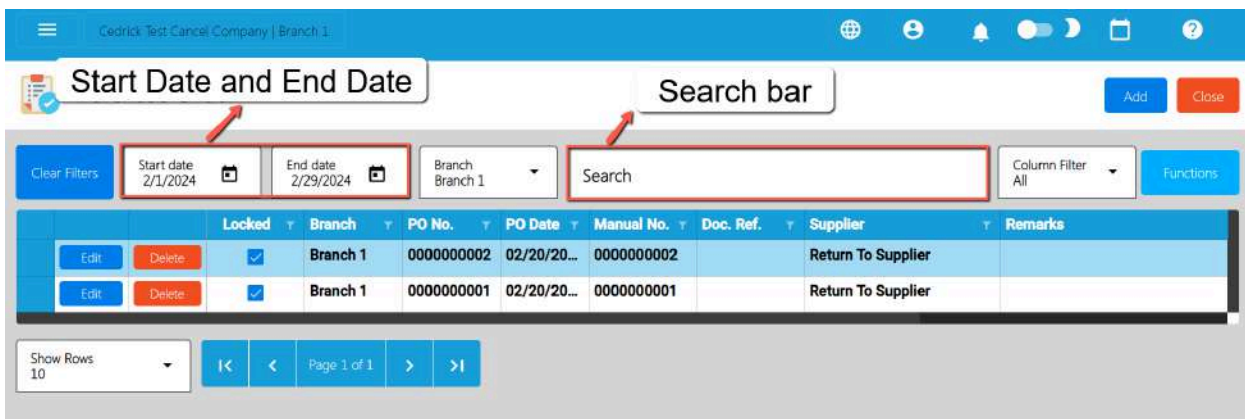 Cedrick Test Cancel Company | Branch 1
Start Date and End Date
Search bar
Add
Close
Clear Filters
Start date
2/1/2024
End date
2/29/2024
Branch
Branch 1
Search
Column Filter
All
Functions
Locked Branch PO No. PO Date Manual No. Doc. Ref. Supplier Remarks
Edit Delete Branch 1 0000000002 02/20/20... 0000000002 Return To Supplier
Edit Delete Branch 1 0000000001 02/20/20... 0000000001 Return To Supplier
Show Rows
10
Page 1 of 1